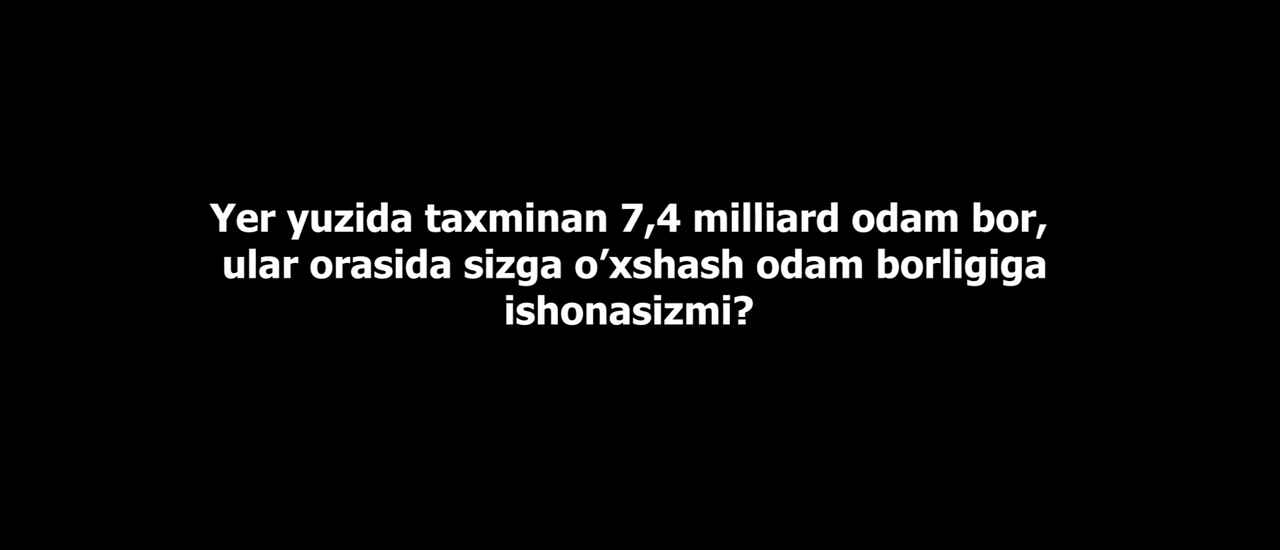 Yer yuzida taxminan 7,4 milliard odam bor,
ular orasida sizga o’xshash odam borligiga
ishonasizmi?